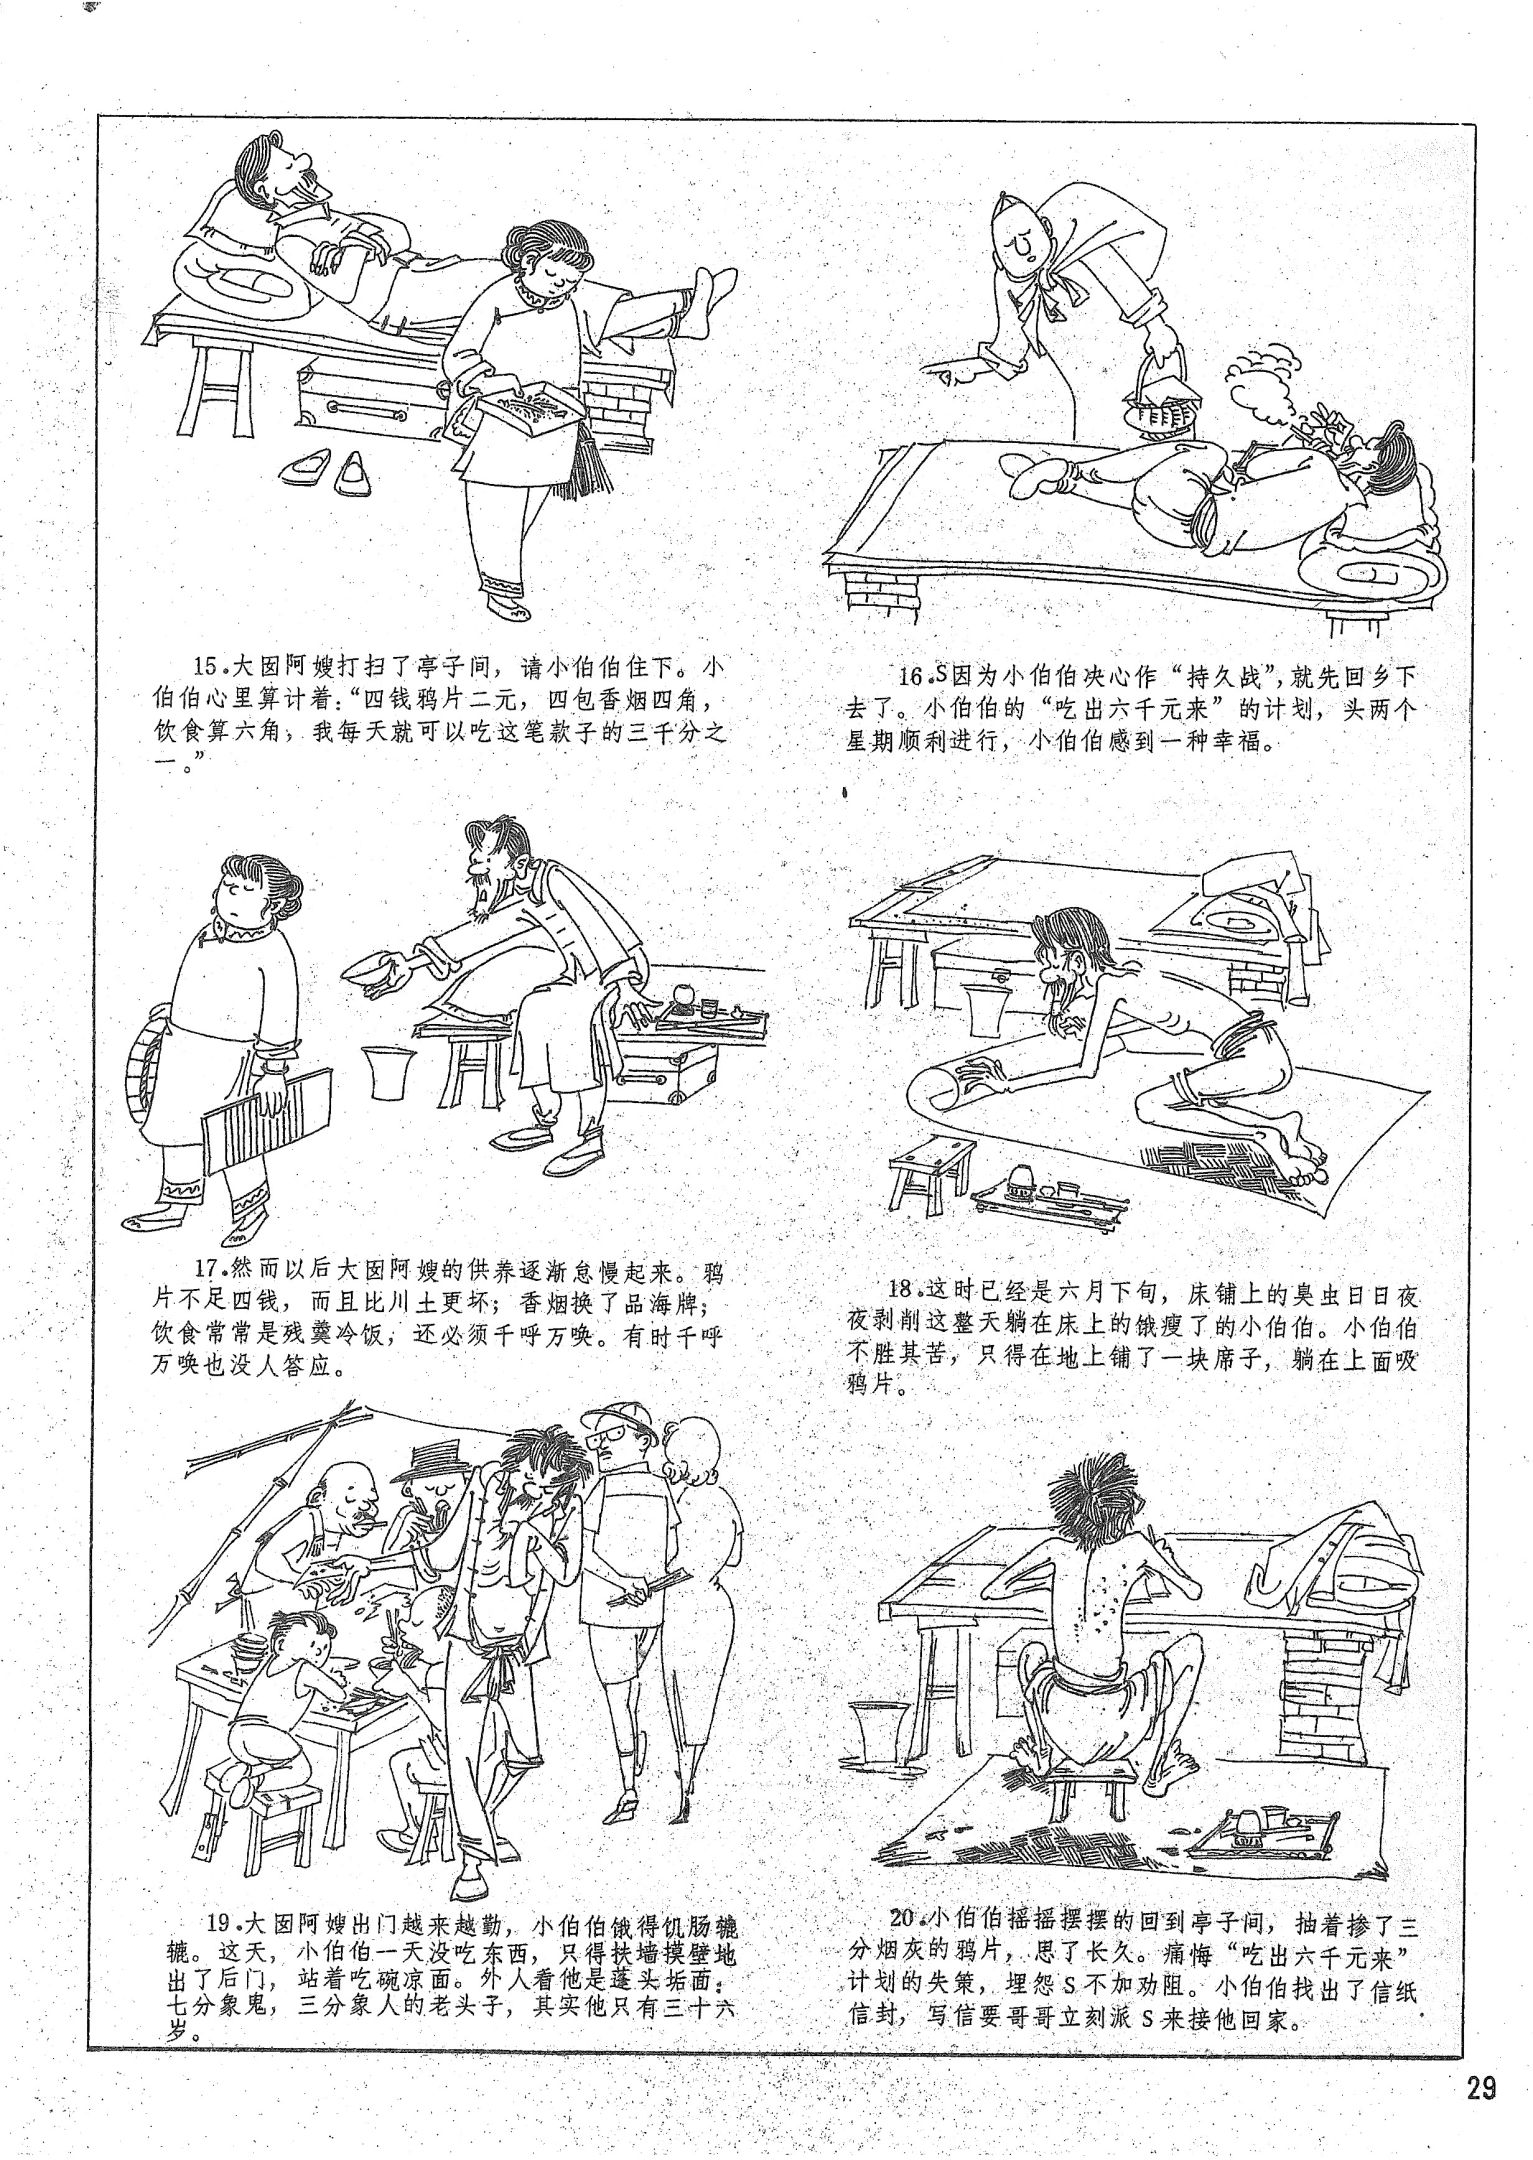 15.大囡阿嫂打扫了亭子间，请小伯伯住下。小
伯伯心里算计着：“四钱鸦片二元，四包香烟四角，
饮食算六角，我每天就可以吃这笔款子的三千分之
一。”
16.S因为小伯伯决心作“持久战”，就先回乡下
去了。小伯伯的“吃出六千元来”的计划，头两个
星期顺利进行，小伯伯感到一种幸福。
17.然而以后大囡阿嫂的供养逐渐怠慢起来。鸦
片不足四钱，而且比川土更坏；香烟换了品海牌；
饮食常常是残羹冷饭，还必须千呼万唤。有时千呼
万唤也没人答应。
18.这时已经是六月下旬，床铺上的臭虫日日夜
夜剥削这整天躺在床上的饿瘦了的小伯伯。小伯伯
不胜其苦，只得在地上铺了一块席子，躺在上面吸
鸦片。
19.大囡阿嫂出门越来越勤，小伯伯饿得饥肠辘
辘。这天，小伯伯一天没吃东西，只得扶墙摸壁地
出了后门，站着吃碗凉面。外人看他是蓬头垢面：
七分象鬼，三分象人的老头子，其实他只有三十六
岁。
20.小伯伯摇摇摆摆的回到亭子间，抽着掺了三
分烟灰的鸦片，思了长久。痛悔“吃出六千元来”
计划的失策，埋怨S不加劝阻。小伯伯找出了信纸
信封，写信要哥哥立刻派S来接他回家。
29